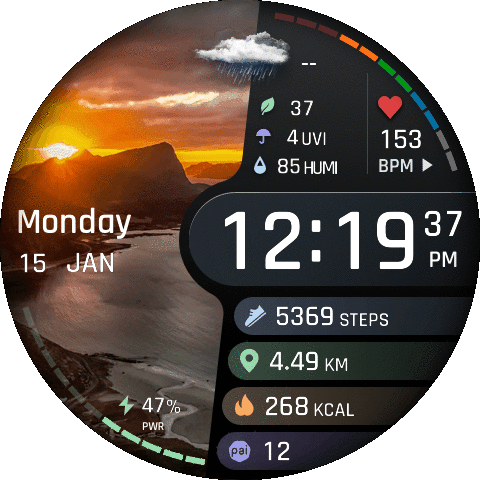 --
37
4 UVI
85 HUMI
153
BPM
Monday
15 JAN
12:19 37 PM
5369 STEPS
4.49 KM
268 KCAL
pai 12
47%
PWR